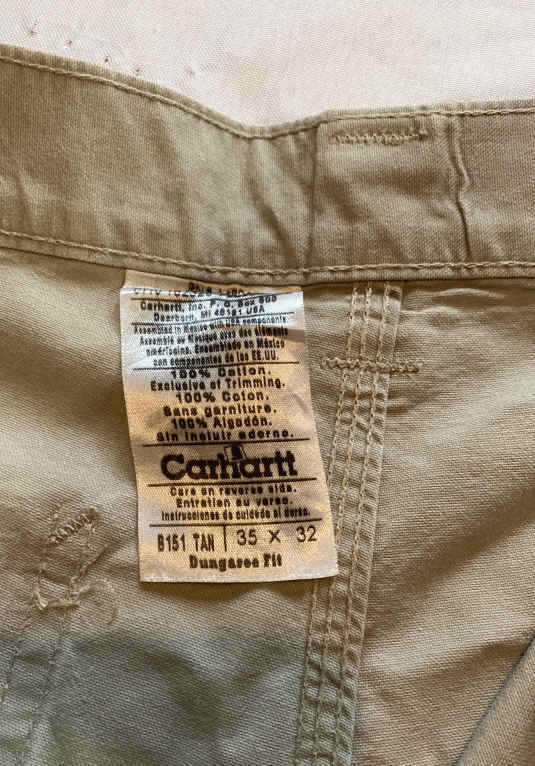 Carhartt, Inc. P. O. Box 600
Dearborn, MI 48121 USA
Assembled in Mexico with USA components
Assemblé au Mexique avec des éléments
américains. Ensamblado en México
con componentes de los EE.UU.
100% Cotton.
Exclusive of Trimming.
100% Coton.
Sans garniture.
100% Algodón.
Sin incluir adorno.
Carhartt
Care on reverse side.
Entretien au verso.
Instrucciones de cuidado al dorso.
B151 TAN 35 X 32
Dungaree Fit